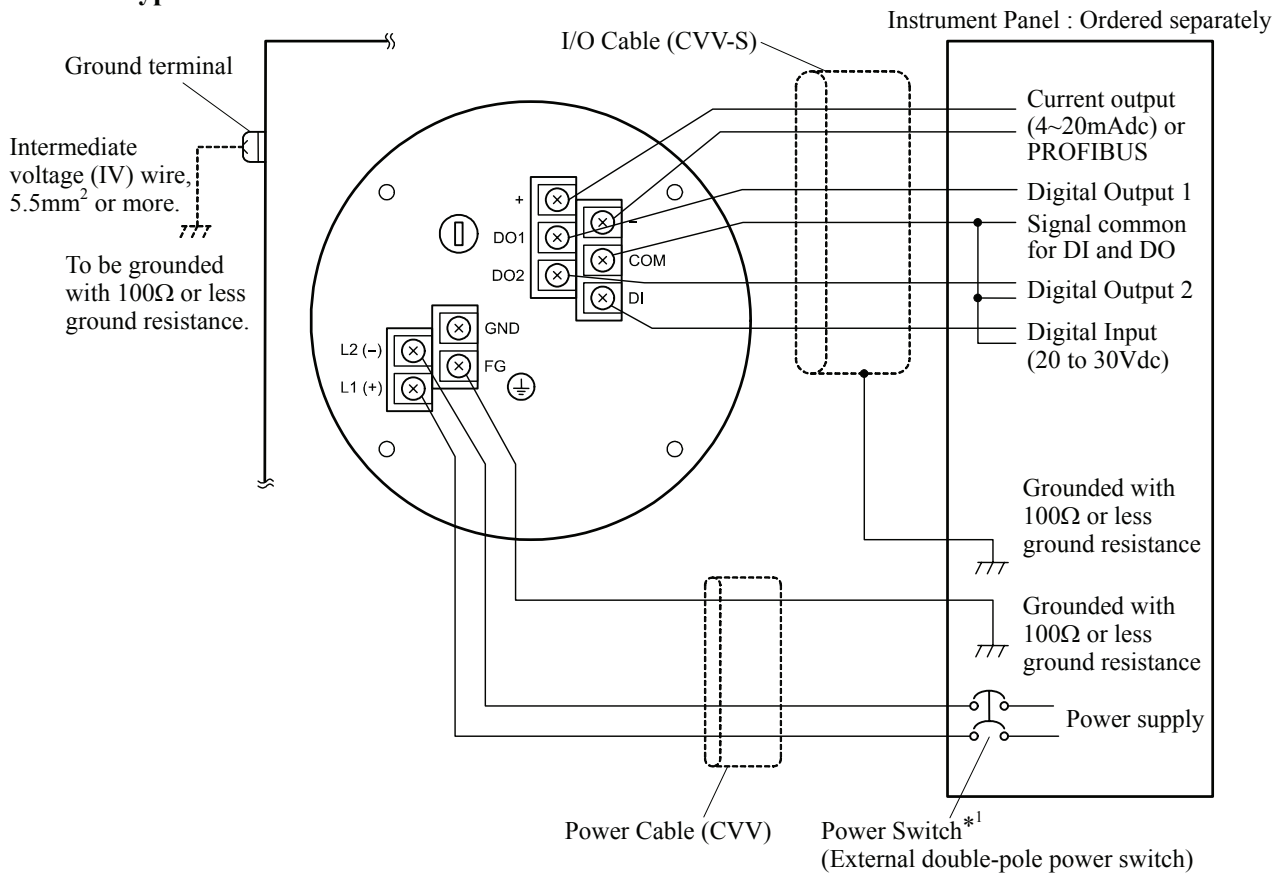 Instrument Panel : Ordered separately
I/O Cable (CVV-S)
Ground terminal
Intermediate
voltage (IV) wire,
5.5mm² or more.
To be grounded
with 100Ω or less
ground resistance.
+
DO1
DO2
−
COM
DI
GND
FG
L2 (−)
L1 (+)
Current output
(4~20mAdc) or
PROFIBUS
Digital Output 1
Signal common
for DI and DO
Digital Output 2
Digital Input
(20 to 30Vdc)
Grounded with
100Ω or less
ground resistance
Grounded with
100Ω or less
ground resistance
Power supply
Power Cable (CVV)
Power Switch*¹
(External double-pole power switch)